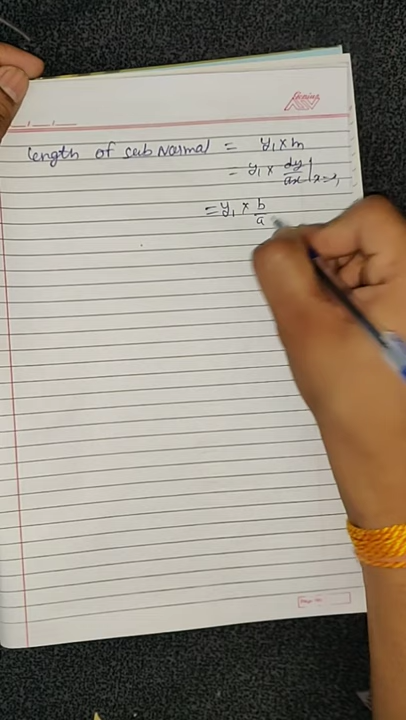 length of sub Normal = y₁ × m
= y₁ × dy/dx | x=x₁
= y₁ × b/a